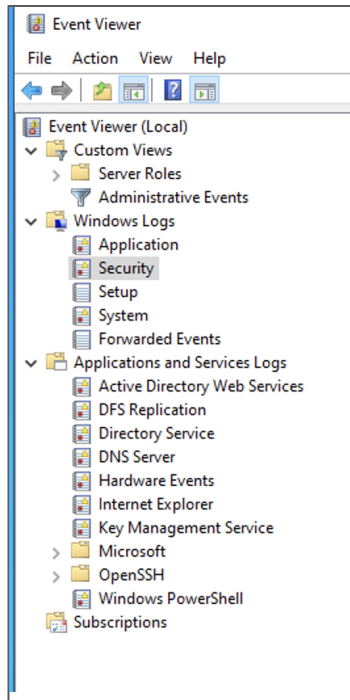 Event Viewer
File Action View Help
Event Viewer (Local)
Custom Views
Server Roles
Administrative Events
Windows Logs
Application
Security
Setup
System
Forwarded Events
Applications and Services Logs
Active Directory Web Services
DFS Replication
Directory Service
DNS Server
Hardware Events
Internet Explorer
Key Management Service
Microsoft
OpenSSH
Windows PowerShell
Subscriptions